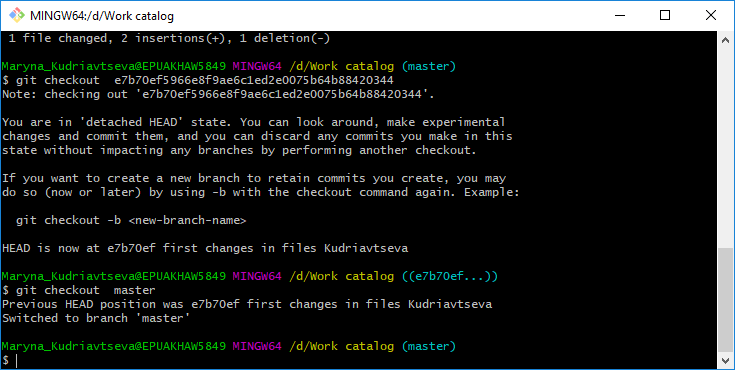 MINGW64:/d/Work catalog
1 file changed, 2 insertions(+), 1 deletion(-)
Maryna_Kudriavtseva@EPUAKHAW5849 MINGW64 /d/Work catalog (master)
$ git checkout  e7b70ef5966e8f9ae6c1ed2e0075b64b88420344
Note: checking out 'e7b70ef5966e8f9ae6c1ed2e0075b64b88420344'.
You are in 'detached HEAD' state. You can look around, make experimental
changes and commit them, and you can discard any commits you make in this
state without impacting any branches by performing another checkout.
If you want to create a new branch to retain commits you create, you may
do so (now or later) by using -b with the checkout command again. Example:
git checkout -b <new-branch-name>
HEAD is now at e7b70ef first changes in files Kudriavtseva
Maryna_Kudriavtseva@EPUAKHAW5849 MINGW64 /d/Work catalog ((e7b70ef...))
$ git checkout  master
Previous HEAD position was e7b70ef first changes in files Kudriavtseva
Switched to branch 'master'
Maryna_Kudriavtseva@EPUAKHAW5849 MINGW64 /d/Work catalog (master)
$